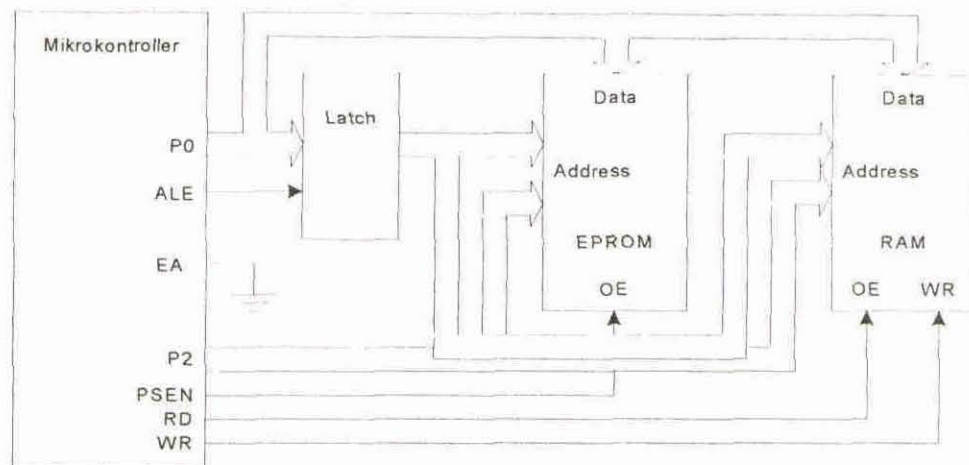 Mikrokontroller
P0
ALE
EA
P2
PSEN
RD
WR
Latch
Data
Address
EPROM
OE
Data
Address
RAM
OE WR